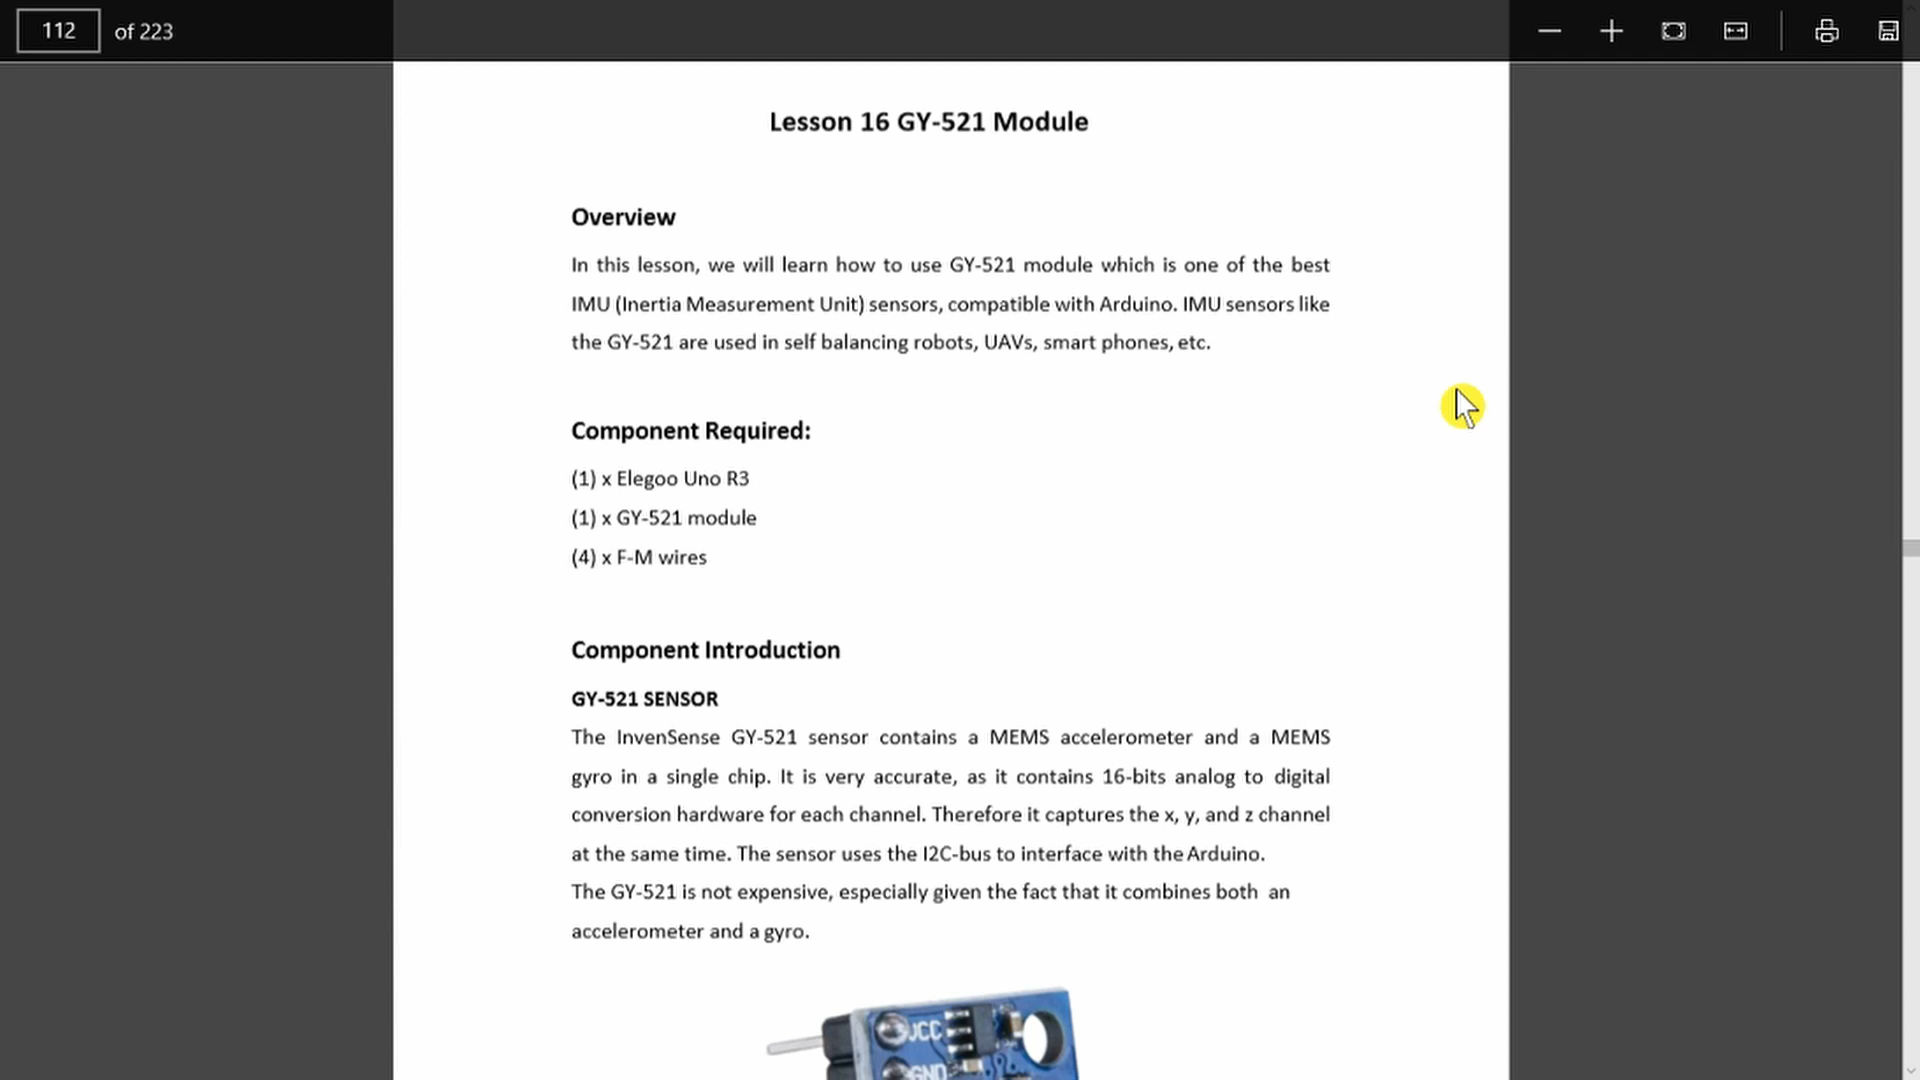 112 of 223
Lesson 16 GY-521 Module
Overview
In this lesson, we will learn how to use GY-521 module which is one of the best
IMU (Inertia Measurement Unit) sensors, compatible with Arduino. IMU sensors like
the GY-521 are used in self balancing robots, UAVs, smart phones, etc.
Component Required:
(1) x Elegoo Uno R3
(1) x GY-521 module
(4) x F-M wires
Component Introduction
GY-521 SENSOR
The InvenSense GY-521 sensor contains a MEMS accelerometer and a MEMS
gyro in a single chip. It is very accurate, as it contains 16-bits analog to digital
conversion hardware for each channel. Therefore it captures the x, y, and z channel
at the same time. The sensor uses the I2C-bus to interface with the Arduino.
The GY-521 is not expensive, especially given the fact that it combines both an
accelerometer and a gyro.
VCC
GND